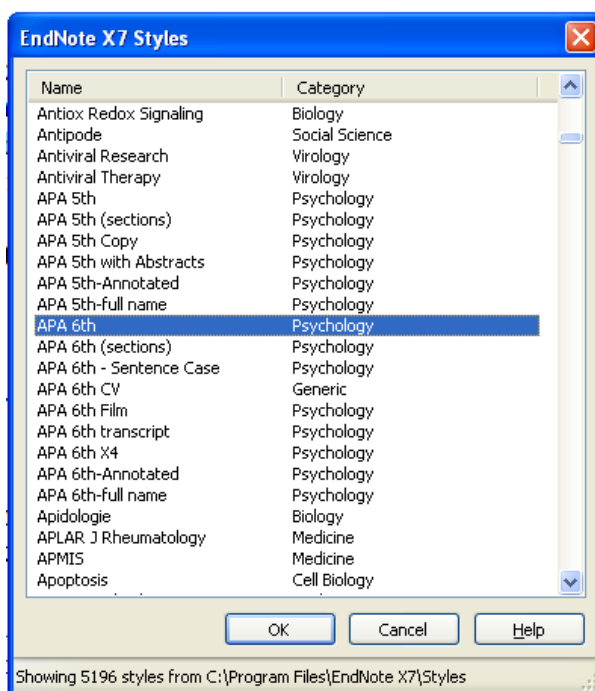 EndNote X7 Styles
Name Category
Antiox Redox Signaling Biology
Antipode Social Science
Antiviral Research Virology
Antiviral Therapy Virology
APA 5th Psychology
APA 5th (sections) Psychology
APA 5th Copy Psychology
APA 5th with Abstracts Psychology
APA 5th-Annotated Psychology
APA 5th-full name Psychology
APA 6th Psychology
APA 6th (sections) Psychology
APA 6th - Sentence Case Psychology
APA 6th CV Generic
APA 6th Film Psychology
APA 6th transcript Psychology
APA 6th X4 Psychology
APA 6th-Annotated Psychology
APA 6th-full name Psychology
Apidologie Biology
APLAR J Rheumatology Medicine
APMIS Medicine
Apoptosis Cell Biology
OK Cancel Help
Showing 5196 styles from C:\Program Files\EndNote X7\Styles